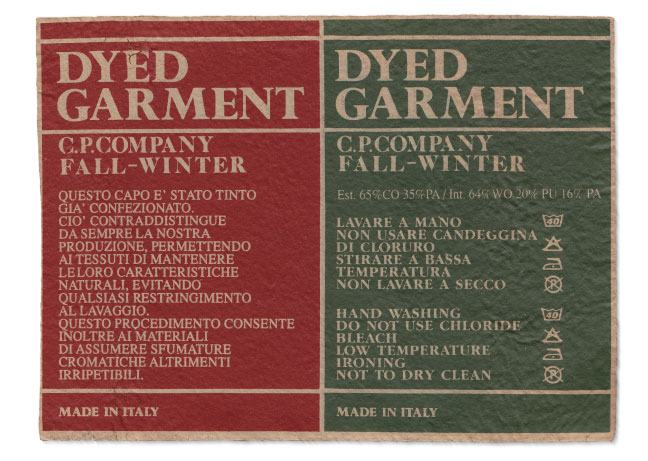 DYED
GARMENT
C.P.COMPANY
FALL-WINTER
QUESTO CAPO E' STATO TINTO
GIA' CONFEZIONATO.
CIO' CONTRADDISTINGUE
DA SEMPRE LA NOSTRA
PRODUZIONE, PERMETTENDO
AI TESSUTI DI MANTENERE
LE LORO CARATTERISTICHE
NATURALI, EVITANDO
QUALSIASI RESTRINGIMENTO
AL LAVAGGIO.
QUESTO PROCEDIMENTO CONSENTE
INOLTRE AI MATERIALI
DI ASSUMERE SFUMATURE
CROMATICHE ALTRIMENTI
IRRIPETIBILI.
MADE IN ITALY
DYED
GARMENT
C.P.COMPANY
FALL-WINTER
Est. 65%CO 35%PA / Int. 64%WO 20% PU 16% PA
LAVARE A MANO 40
NON USARE CANDEGGINA
DI CLORURO
STIRARE A BASSA
TEMPERATURA
NON LAVARE A SECCO
HAND WASHING 40
DO NOT USE CHLORIDE
BLEACH
LOW TEMPERATURE
IRONING
NOT TO DRY CLEAN
MADE IN ITALY